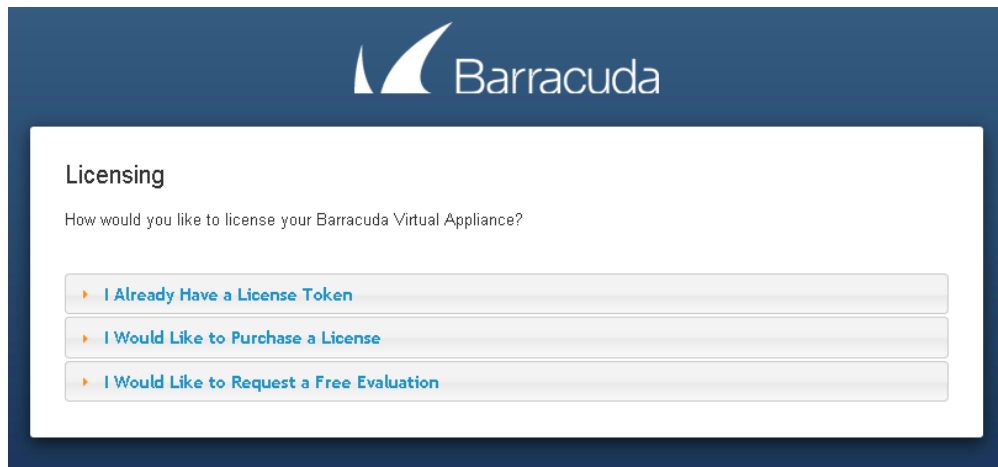 Barracuda
Licensing
How would you like to license your Barracuda Virtual Appliance?
I Already Have a License Token
I Would Like to Purchase a License
I Would Like to Request a Free Evaluation